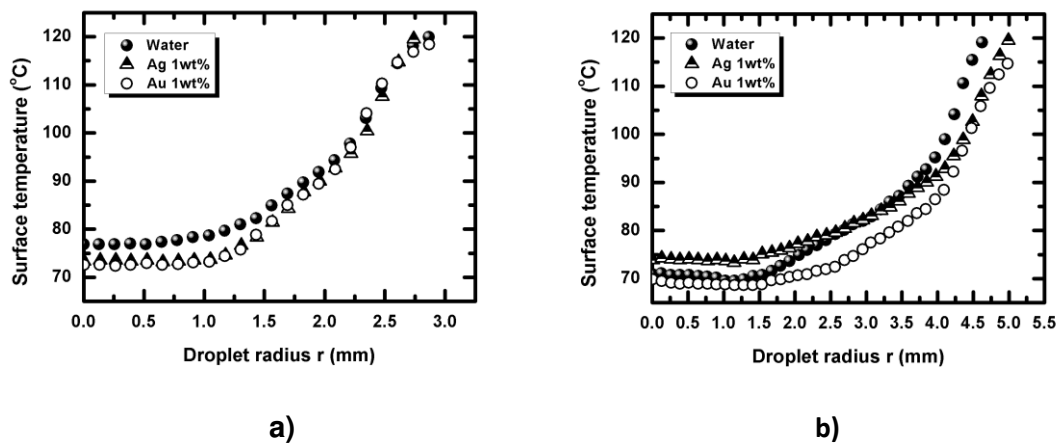 120
110
100
90
80
70
Surface temperature (°C)
Water
Ag 1wt%
Au 1wt%
0.0 0.5 1.0 1.5 2.0 2.5 3.0
Droplet radius r (mm)
a)
120
110
100
90
80
70
Surface temperature (°C)
Water
Ag 1wt%
Au 1wt%
0.0 0.5 1.0 1.5 2.0 2.5 3.0 3.5 4.0 4.5 5.0 5.5
Droplet radius r (mm)
b)